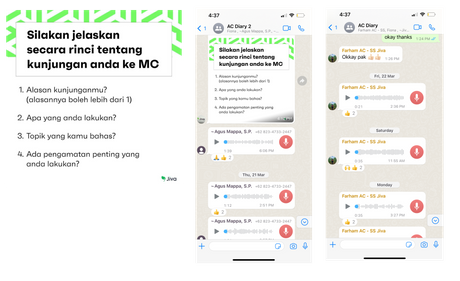 Silakan jelaskan
secara rinci tentang
kunjungan anda ke MC
1. Alasan kunjunganmu?
(alasannya boleh lebih dari 1)
2. Apa yang anda lakukan?
3. Topik yang kamu bahas?
4. Ada pengamatan penting yang
anda lakukan?
Jiva
4:37
AC Diary 2
Silakan jelaskan
secara rinci tentang
kunjungan anda ke MC
1. Alasan kunjunganmu?
(alasannya boleh lebih dari 1)
2. Apa yang anda lakukan?
3. Topik yang kamu bahas?
4. Ada pengamatan penting yang
anda lakukan?
~Agus Mappa, S.P.
Thu, 21 Mar
~Agus Mappa, S.P.
2:51 PM
~Agus Mappa, S.P.
4:37
AC Diary
okay thanks
Farham AC - SS Jiva
Okkay pak
Fri, 22 Mar
Farham AC - SS Jiva
Saturday
Farham AC - SS Jiva
Monday
Farham AC - SS Jiva
3:21 PM